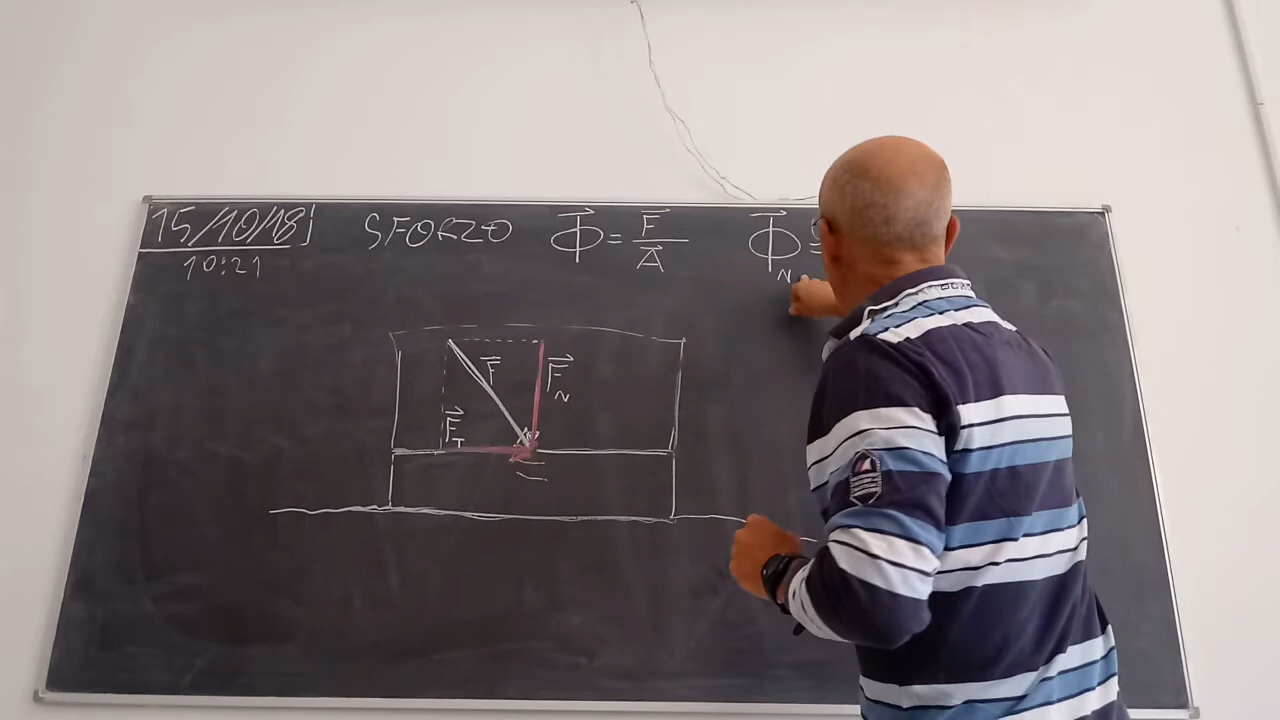 15/10/18
10:21
SFORZO
Φ⃗ = F⃗ / A⃗
Φ⃗ N =
F⃗
F⃗ N
F⃗ T